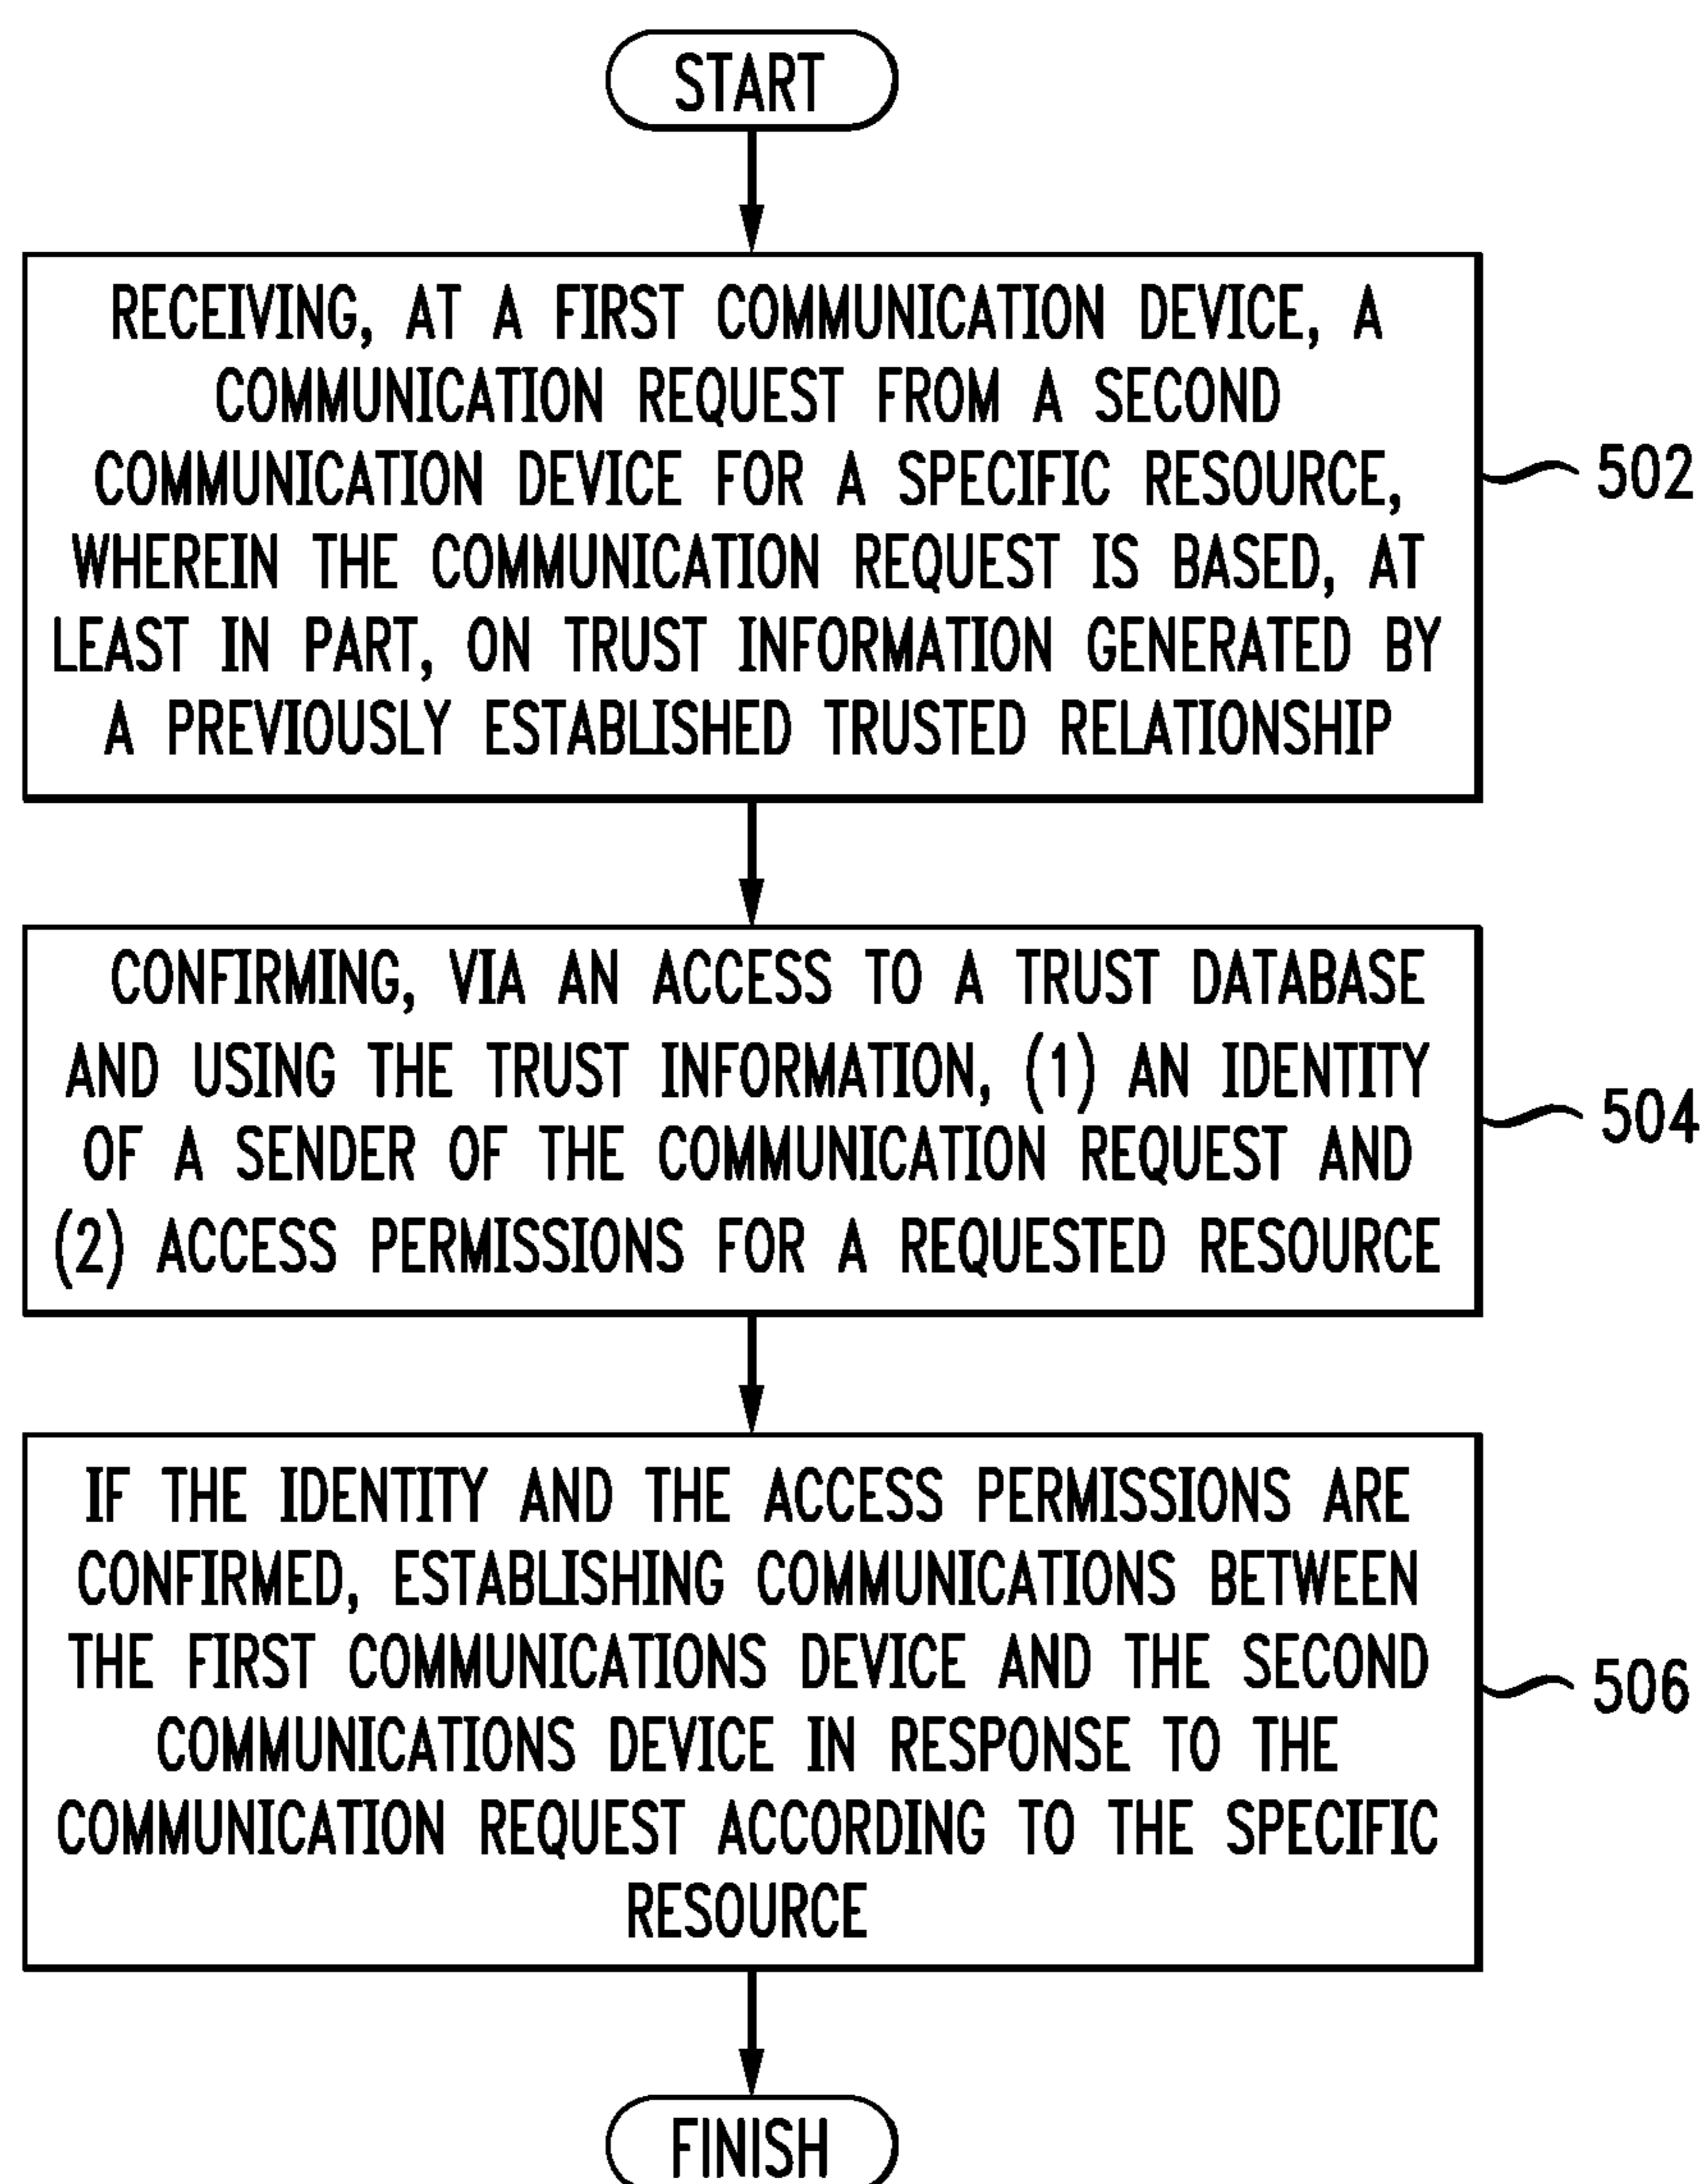 START
RECEIVING, AT A FIRST COMMUNICATION DEVICE, A
COMMUNICATION REQUEST FROM A SECOND
COMMUNICATION DEVICE FOR A SPECIFIC RESOURCE,
WHEREIN THE COMMUNICATION REQUEST IS BASED, AT
LEAST IN PART, ON TRUST INFORMATION GENERATED BY
A PREVIOUSLY ESTABLISHED TRUSTED RELATIONSHIP
502
CONFIRMING, VIA AN ACCESS TO A TRUST DATABASE
AND USING THE TRUST INFORMATION, (1) AN IDENTITY
OF A SENDER OF THE COMMUNICATION REQUEST AND
(2) ACCESS PERMISSIONS FOR A REQUESTED RESOURCE
504
IF THE IDENTITY AND THE ACCESS PERMISSIONS ARE
CONFIRMED, ESTABLISHING COMMUNICATIONS BETWEEN
THE FIRST COMMUNICATIONS DEVICE AND THE SECOND
COMMUNICATIONS DEVICE IN RESPONSE TO THE
COMMUNICATION REQUEST ACCORDING TO THE SPECIFIC
RESOURCE
506
FINISH